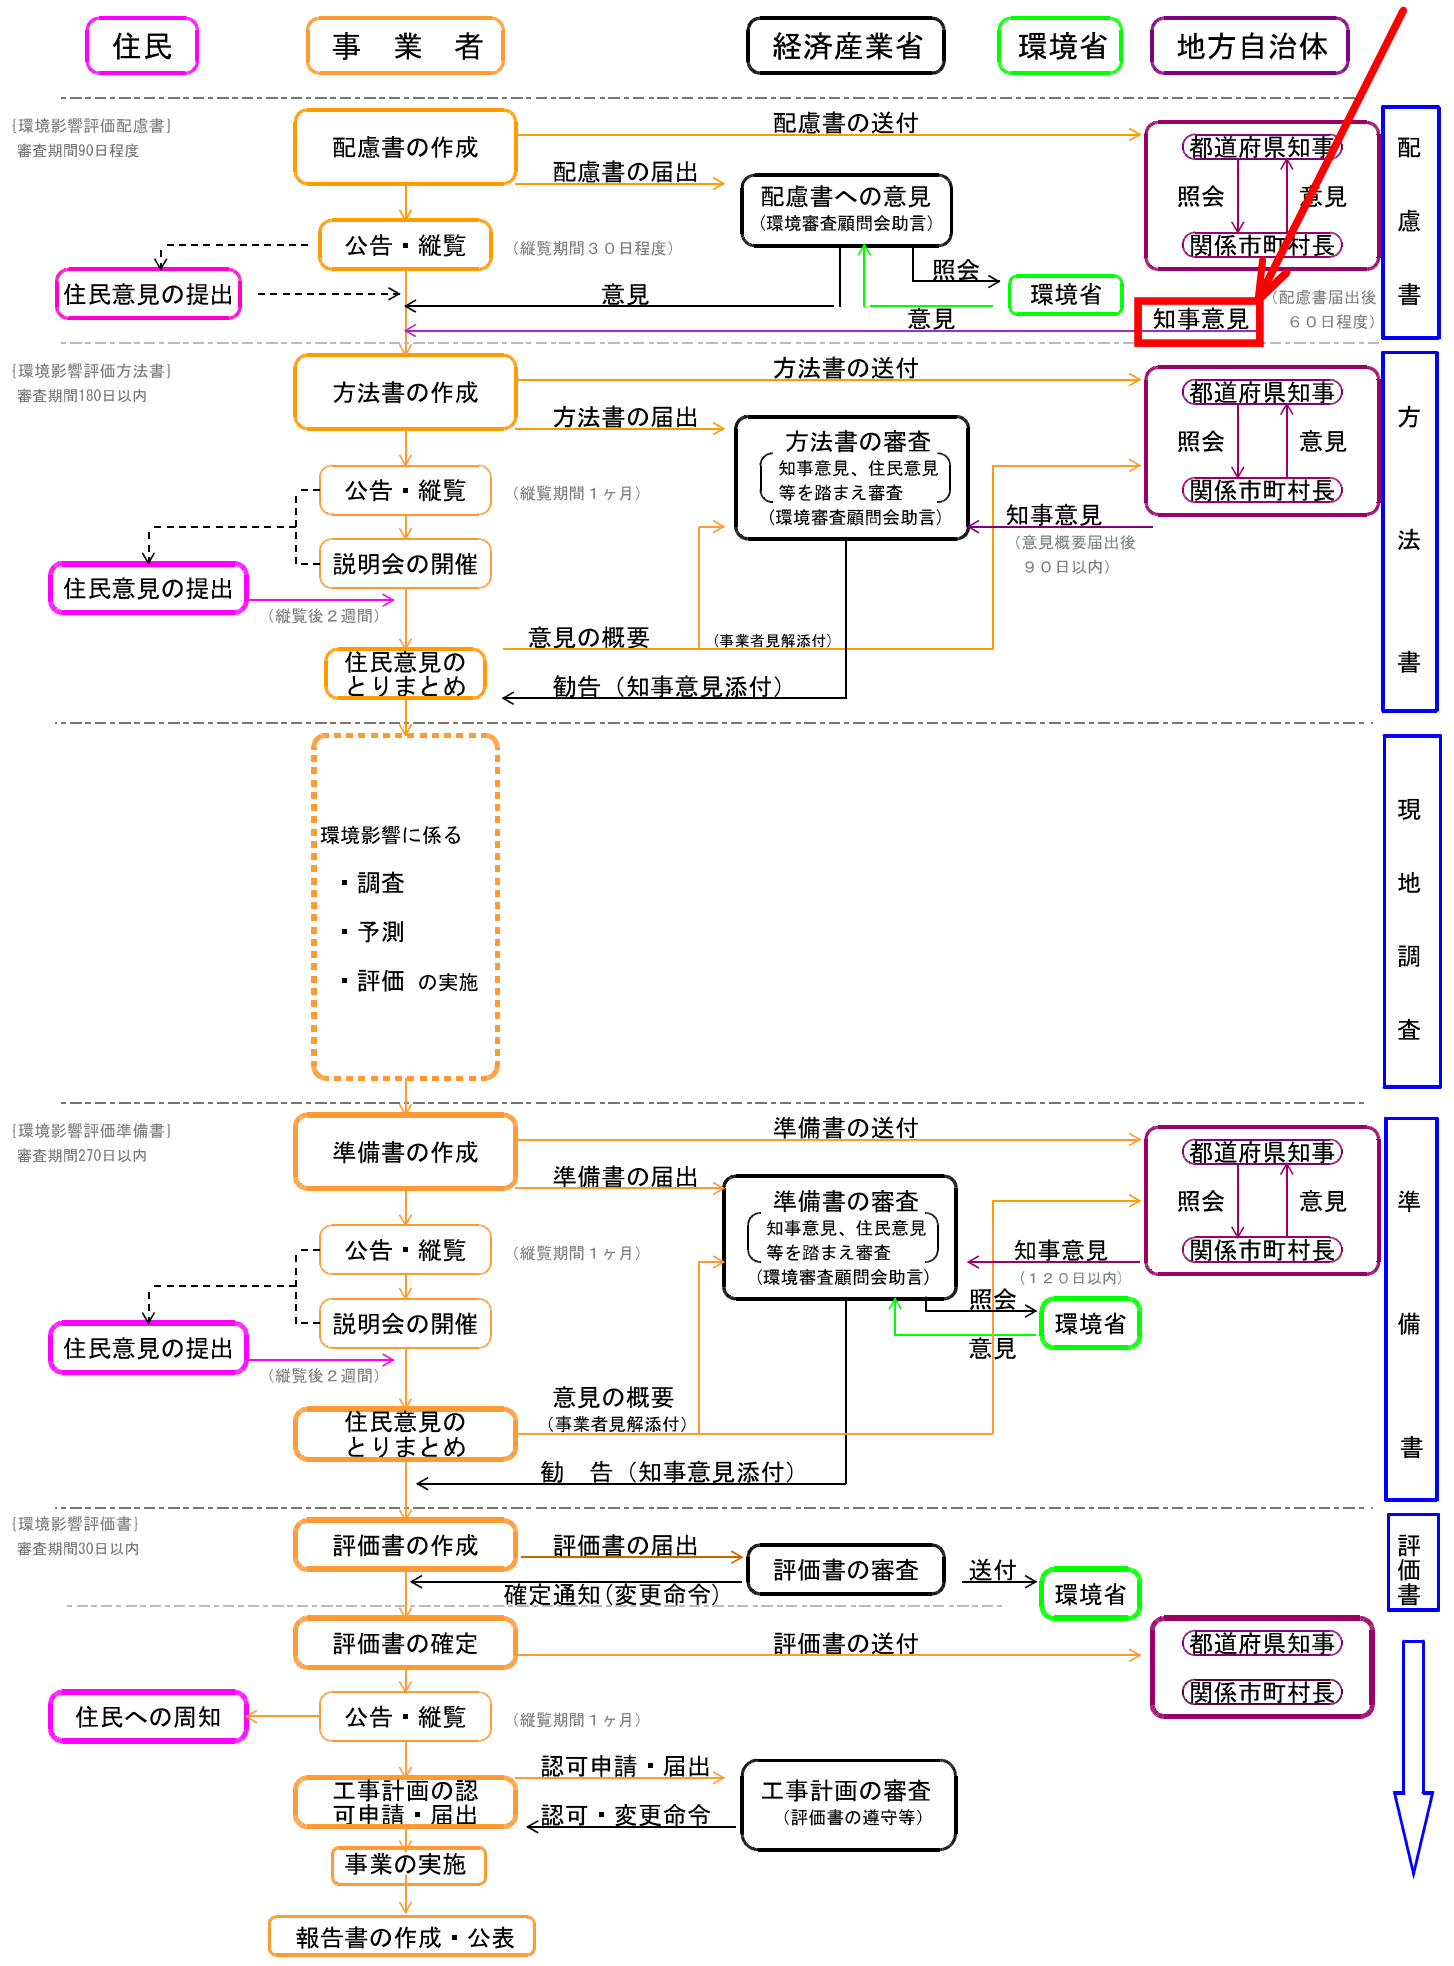 住民
事　業　者
経済産業省
環境省
地方自治体
{環境影響評価配慮書}
審査期間90日程度
配慮書の作成
配慮書の送付
配慮書の届出
配慮書への意見
(環境審査顧問会助言)
都道府県知事
照会
意見
関係市町村長
公告・縦覧
(縦覧期間３０日程度)
住民意見の提出
意見
照会
環境省
意見
知事意見
(配慮書届出後
６０日程度)
配
慮
書
{環境影響評価方法書}
審査期間180日以内
方法書の作成
方法書の送付
方法書の届出
方法書の審査
知事意見、住民意見
等を踏まえ審査
(環境審査顧問会助言)
都道府県知事
照会
意見
関係市町村長
公告・縦覧
(縦覧期間１ヶ月)
説明会の開催
住民意見の提出
(縦覧後２週間)
知事意見
(意見概要届出後
９０日以内)
意見の概要
(事業者見解添付)
住民意見の
とりまとめ
勧告（知事意見添付）
方
法
書
環境影響に係る
・調査
・予測
・評価 の実施
現
地
調
査
{環境影響評価準備書}
審査期間270日以内
準備書の作成
準備書の送付
準備書の届出
準備書の審査
知事意見、住民意見
等を踏まえ審査
(環境審査顧問会助言)
都道府県知事
照会
意見
関係市町村長
公告・縦覧
(縦覧期間１ヶ月)
説明会の開催
住民意見の提出
(縦覧後２週間)
知事意見
(１２０日以内)
照会
環境省
意見
意見の概要
(事業者見解添付)
住民意見の
とりまとめ
勧　告（知事意見添付）
準
備
書
{環境影響評価書}
審査期間30日以内
評価書の作成
評価書の届出
評価書の審査
送付
環境省
確定通知(変更命令)
評価書の確定
評価書の送付
都道府県知事
関係市町村長
住民への周知
公告・縦覧
(縦覧期間１ヶ月)
工事計画の認
可申請・届出
認可申請・届出
認可・変更命令
工事計画の審査
(評価書の遵守等)
事業の実施
報告書の作成・公表
評
価
書